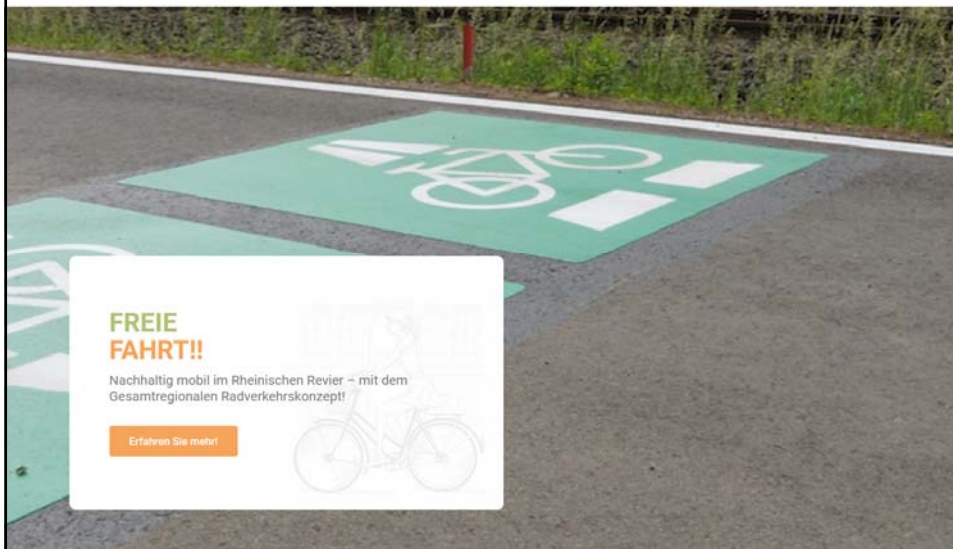 FREIE
FAHRT!!
Nachhaltig mobil im Rheinischen Revier – mit dem
Gesamtregionalen Radverkehrskonzept!
Erfahren Sie mehr!